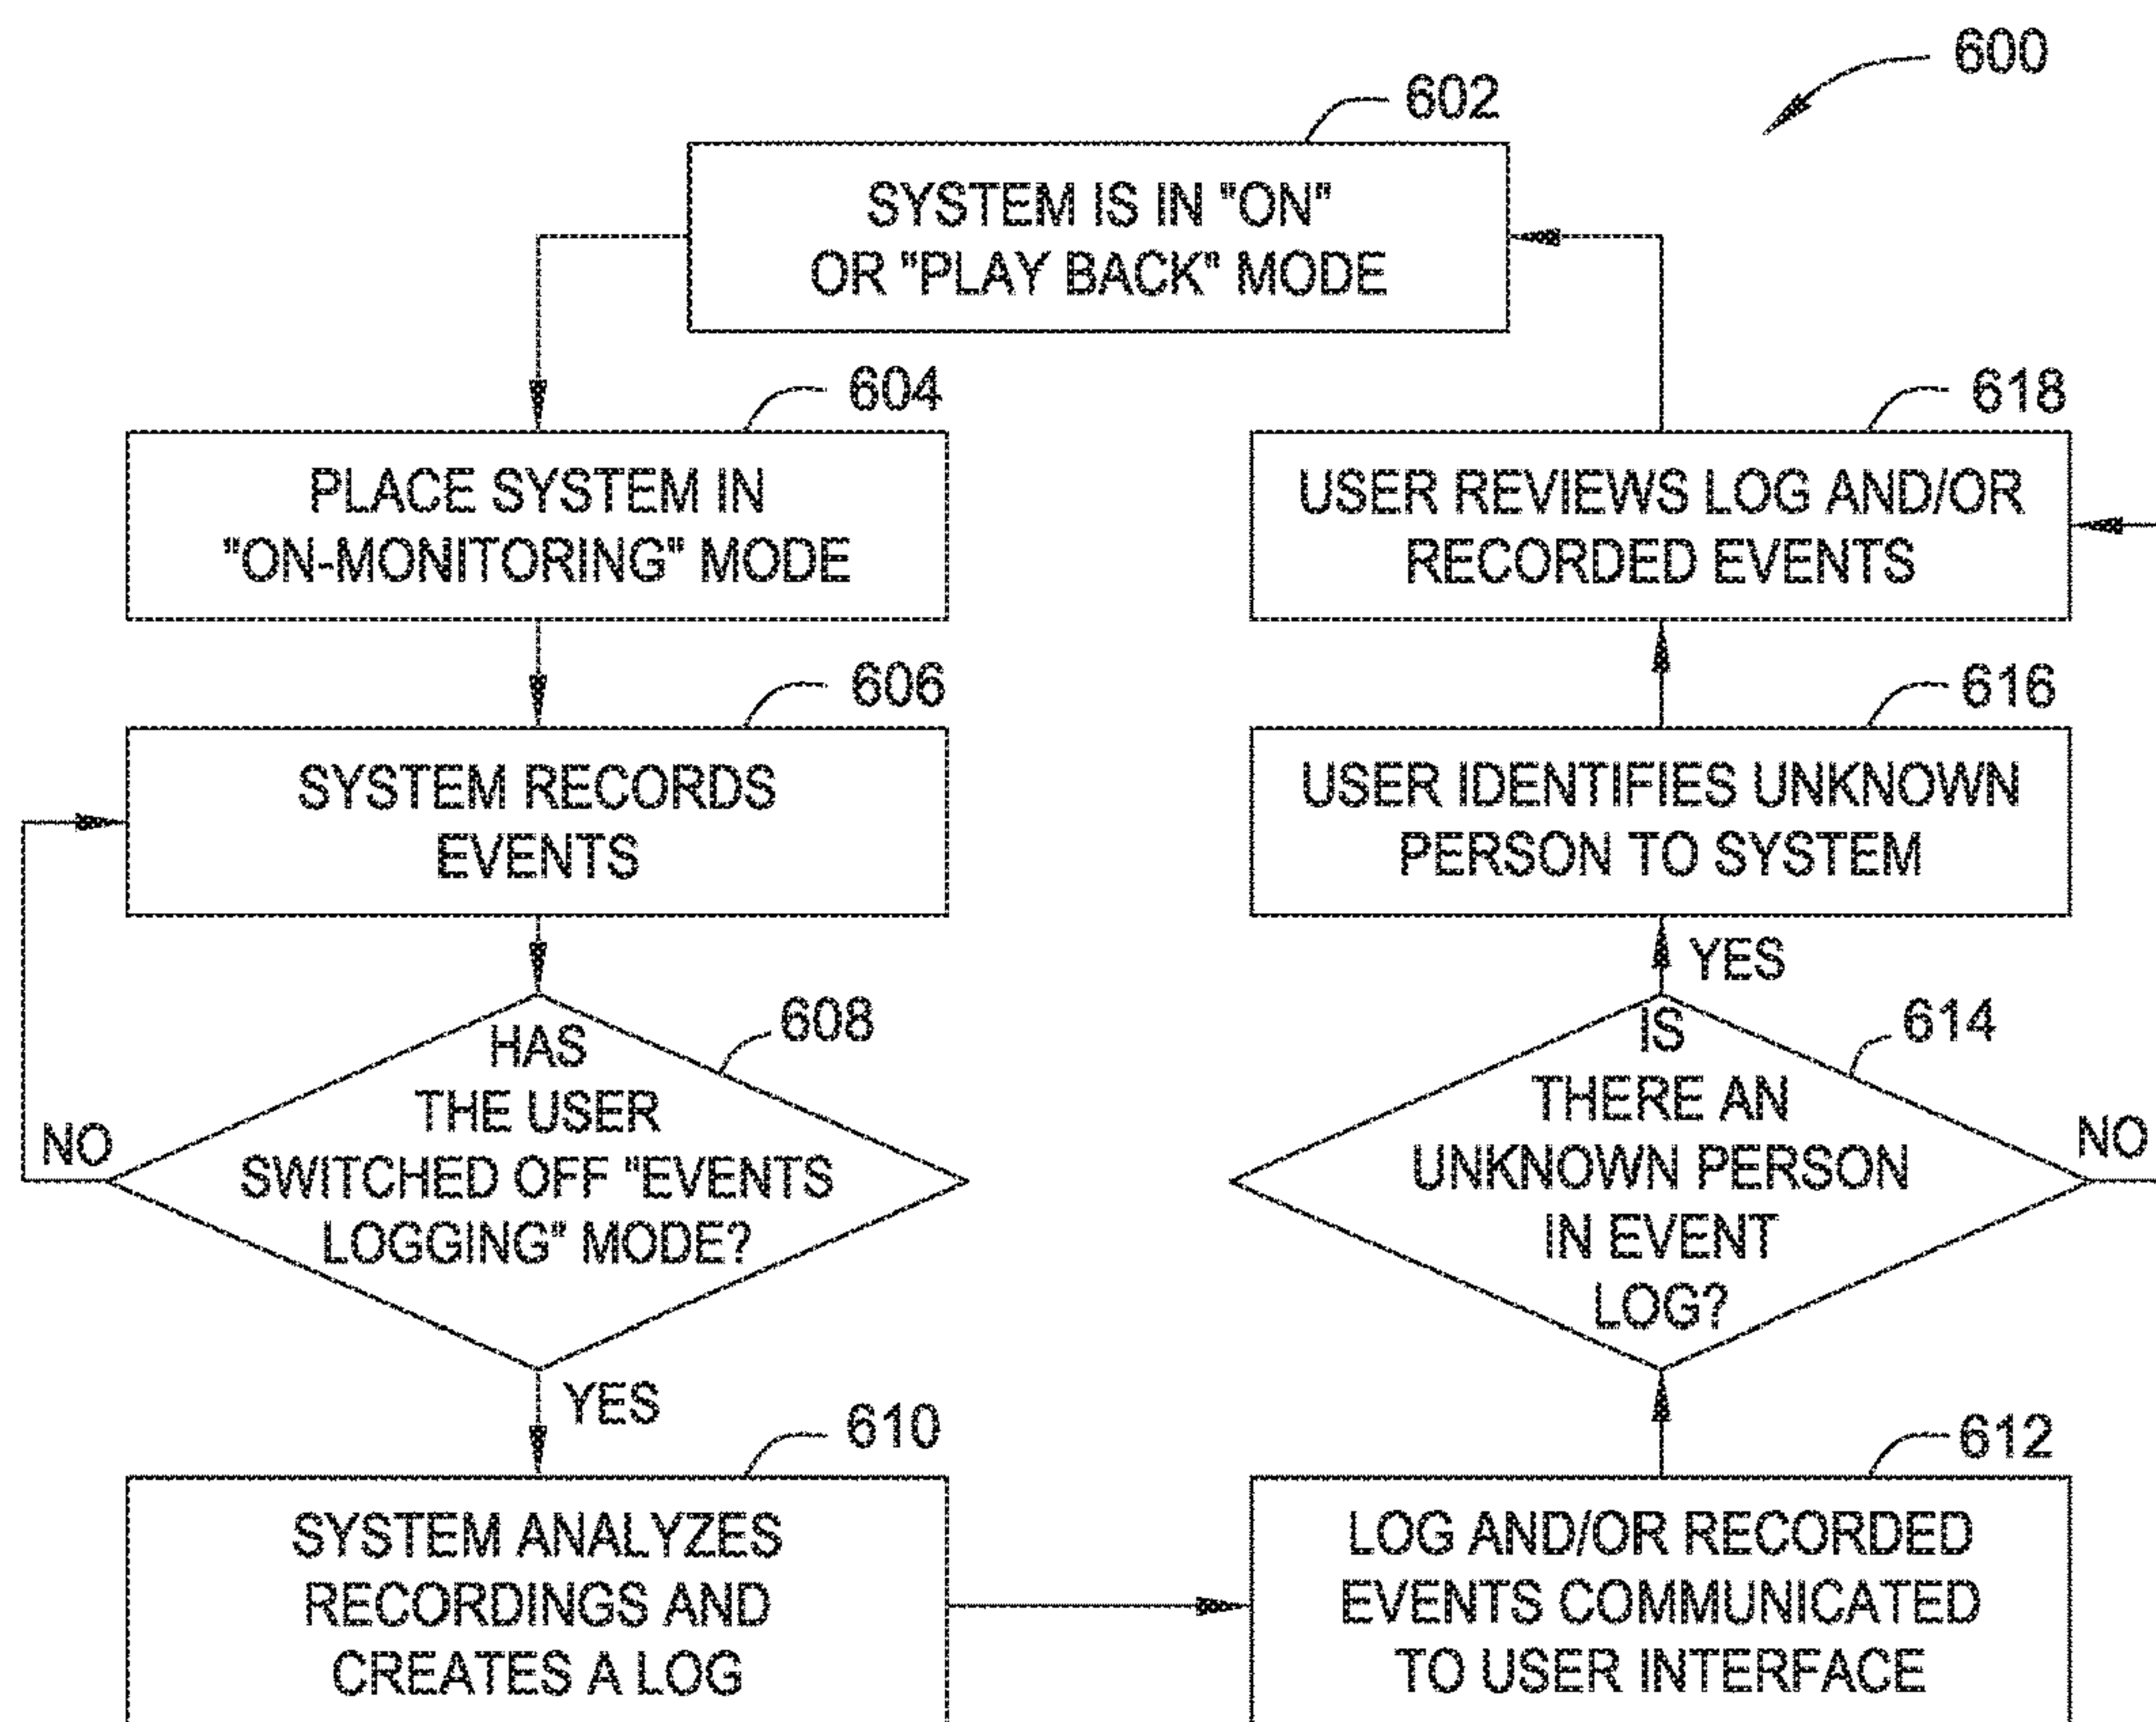 600
602
SYSTEM IS IN "ON"
OR "PLAY BACK" MODE
604
PLACE SYSTEM IN
"ON-MONITORING" MODE
606
SYSTEM RECORDS
EVENTS
608
HAS
THE USER
SWITCHED OFF "EVENTS
LOGGING" MODE?
NO
YES
610
SYSTEM ANALYZES
RECORDINGS AND
CREATES A LOG
612
LOG AND/OR RECORDED
EVENTS COMMUNICATED
TO USER INTERFACE
614
IS
THERE AN
UNKNOWN PERSON
IN EVENT
LOG?
NO
YES
616
USER IDENTIFIES UNKNOWN
PERSON TO SYSTEM
618
USER REVIEWS LOG AND/OR
RECORDED EVENTS